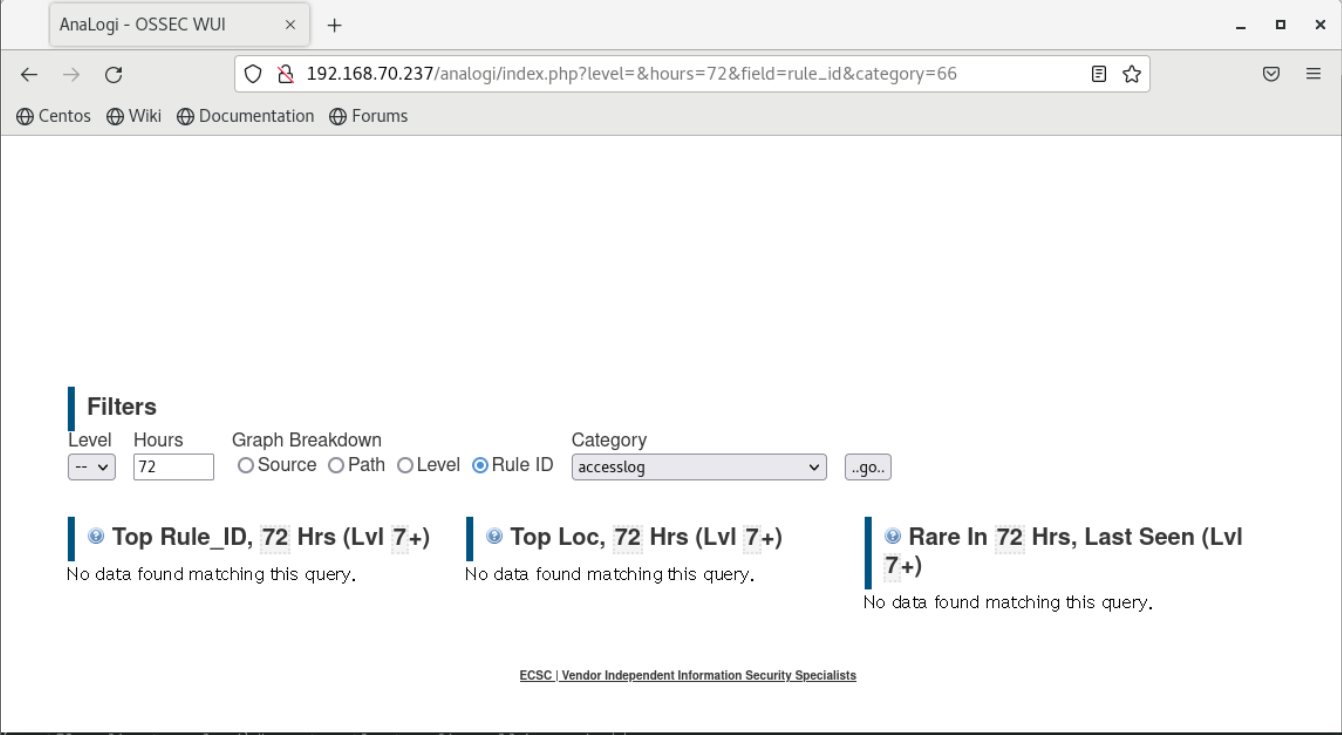 AnaLogi - OSSEC WUI
192.168.70.237/analogi/index.php?level=&hours=72&field=rule_id&category=66
Centos Wiki Documentation Forums
Filters
Level Hours Graph Breakdown Category
-- 72 Source Path Level Rule ID accesslog ..go..
Top Rule_ID, 72 Hrs (Lvl 7+)
No data found matching this query.
Top Loc, 72 Hrs (Lvl 7+)
No data found matching this query.
Rare In 72 Hrs, Last Seen (Lvl
7+)
No data found matching this query.
ECSC | Vendor Independent Information Security Specialists